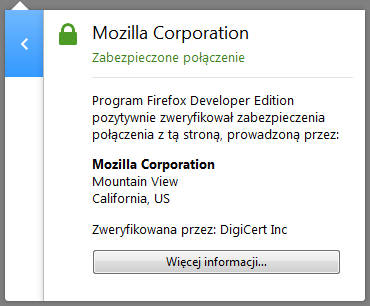 Mozilla Corporation
Zabezpieczone połączenie
Program Firefox Developer Edition
pozytywnie zweryfikował zabezpieczenia
połączenia z tą stroną, prowadzoną przez:
Mozilla Corporation
Mountain View
California, US
Zweryfikowana przez: DigiCert Inc
Więcej informacji...